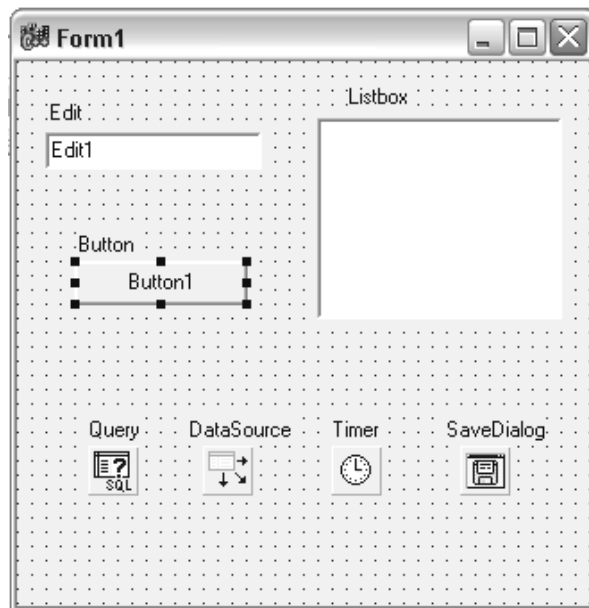 Form1
Edit
Listbox
Edit1
Button
Button1
Query DataSource Timer SaveDialog
SQL